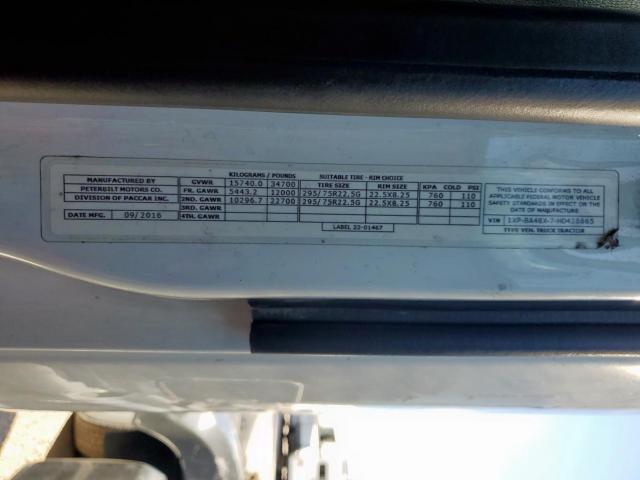 MANUFACTURED BY
PETERBILT MOTORS CO.
DIVISION OF PACCAR INC.
DATE MFG. 09/2016
KILOGRAMS / POUNDS SUITABLE TIRE - RIM CHOICE
GVWR 15740.0 34700 TIRE SIZE RIM SIZE KPA COLD PSI
FR. GAWR 5443.2 12000 295/75R22.5G 22.5X8.25 760 110
2ND. GAWR 10296.7 22700 295/75R22.5G 22.5X8.25 760 110
3RD. GAWR
4TH. GAWR
LABEL 22-01467
THIS VEHICLE CONFORMS TO ALL
APPLICABLE FEDERAL MOTOR VEHICLE
SAFETY STANDARDS IN EFFECT ON THE
DATE OF MANUFACTURE
VIN
TYPE VEH. TRUCK TRACTOR